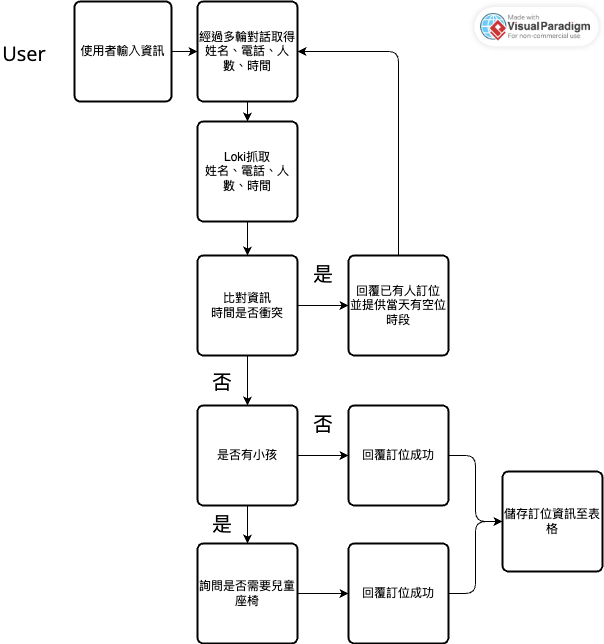 Made with
Visual Paradigm
For non-commercial use
User
使用者輸入資訊
經過多輪對話取得
姓名、電話、人
數、時間
Loki抓取
姓名、電話、人
數、時間
比對資訊
時間是否衝突
是
回覆已有人訂位
並提供當天有空位
時段
否
是否有小孩
否
回覆訂位成功
儲存訂位資訊至表
格
是
詢問是否需要兒童
座椅
回覆訂位成功